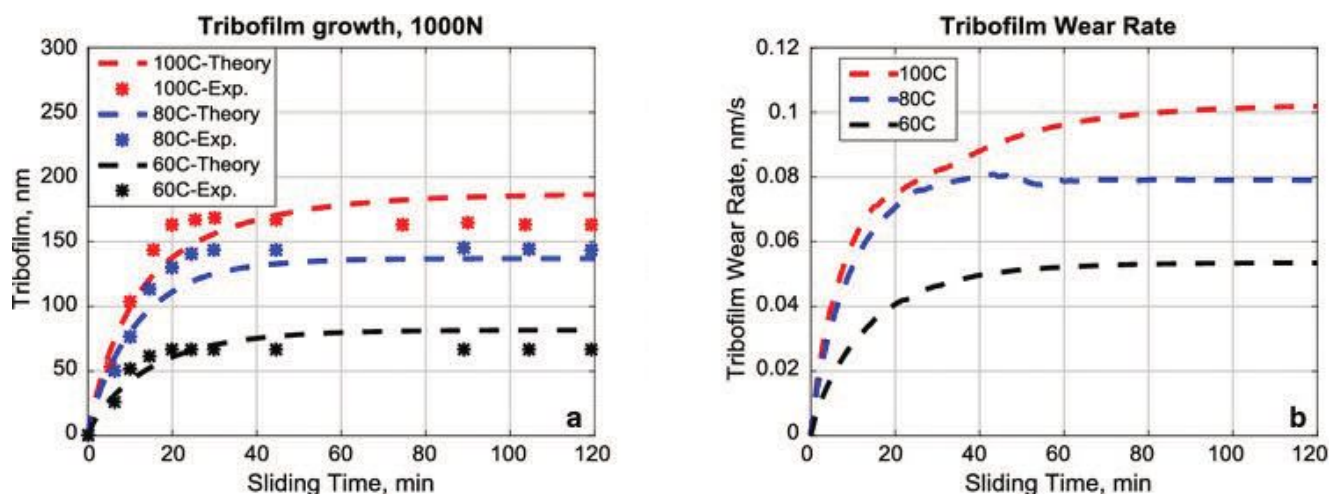 Tribofilm growth, 1000N
300
250
200
150
100
50
0
Tribofilm, nm
100C-Theory
100C-Exp.
80C-Theory
80C-Exp.
60C-Theory
60C-Exp.
a
0 20 40 60 80 100 120
Sliding Time, min
Tribofilm Wear Rate
0.12
0.1
0.08
0.06
0.04
0.02
0
Tribofilm Wear Rate, nm/s
100C
80C
60C
b
0 20 40 60 80 100 120
Sliding Time, min